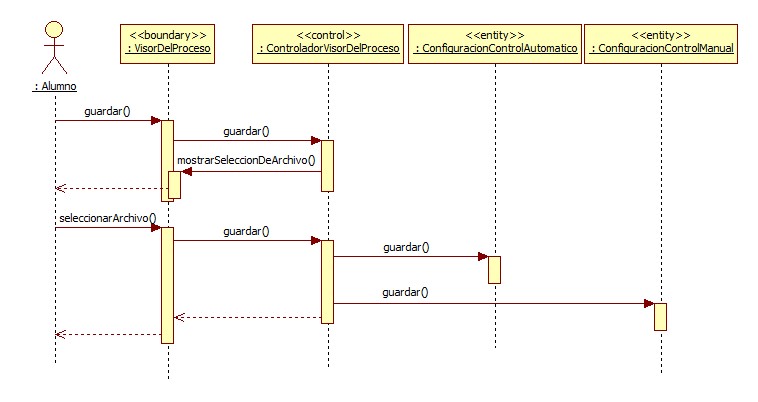 <<boundary>>
: VisorDelProceso
<<control>>
: ControladorVisorDelProceso
<<entity>>
: ConfiguracionControlAutomatico
<<entity>>
: ConfiguracionControlManual
: Alumno
guardar()
guardar()
mostrarSeleccionDeArchivo()
seleccionarArchivo()
guardar()
guardar()
guardar()